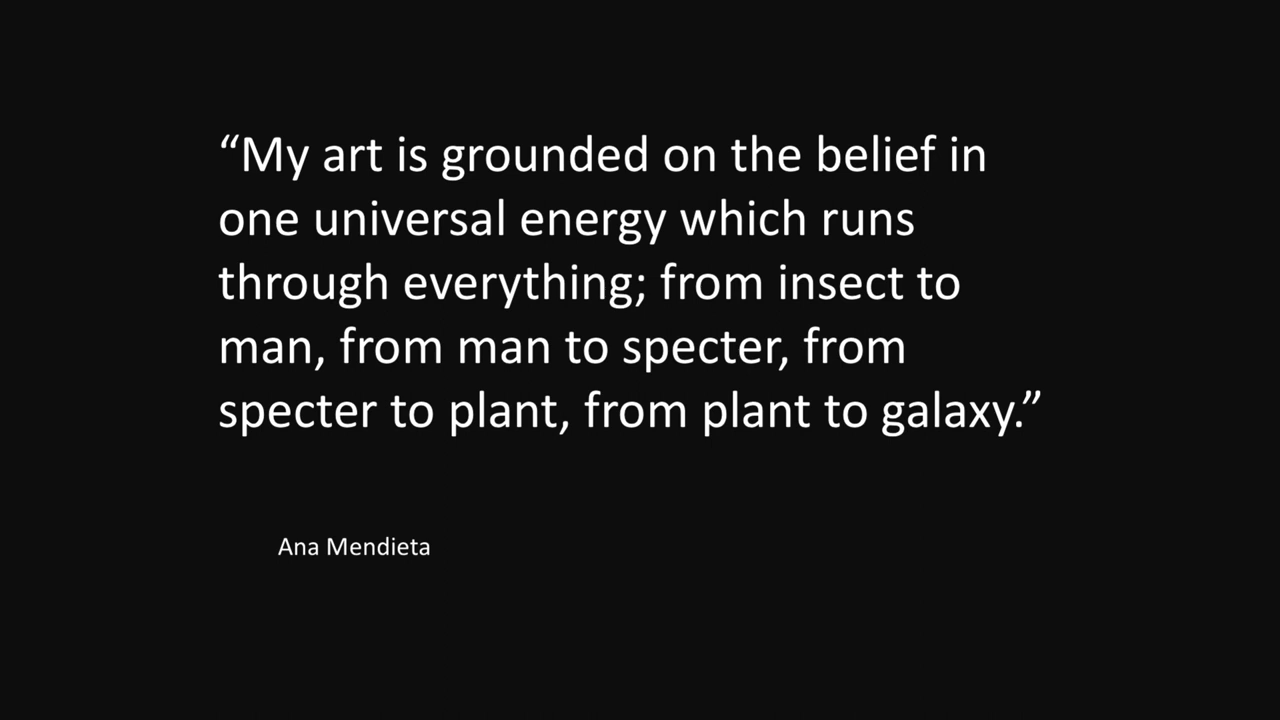 “My art is grounded on the belief in
one universal energy which runs
through everything; from insect to
man, from man to specter, from
specter to plant, from plant to galaxy.”
Ana Mendieta